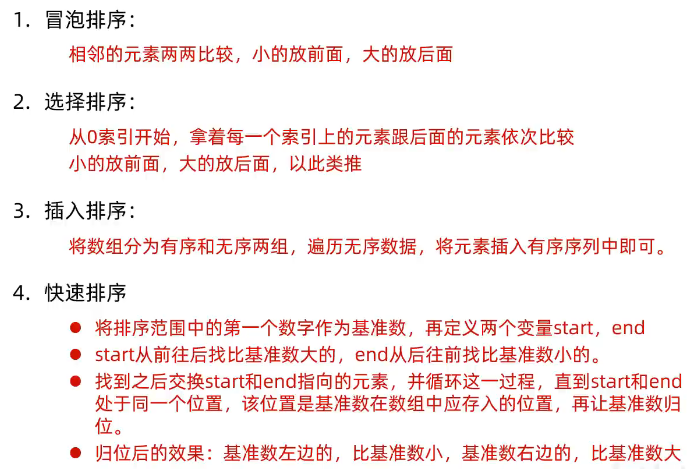 1. 冒泡排序：
相邻的元素两两比较，小的放前面，大的放后面
2. 选择排序：
从0索引开始，拿着每一个索引上的元素跟后面的元素依次比较
小的放前面，大的放后面，以此类推
3. 插入排序：
将数组分为有序和无序两组，遍历无序数据，将元素插入有序序列中即可。
4. 快速排序
● 将排序范围中的第一个数字作为基准数，再定义两个变量start，end
● start从前往后找比基准数大的，end从后往前找比基准数小的。
● 找到之后交换start和end指向的元素，并循环这一过程，直到start和end
处于同一个位置，该位置是基准数在数组中应存入的位置，再让基准数归
位。
● 归位后的效果：基准数左边的，比基准数小，基准数右边的，比基准数大